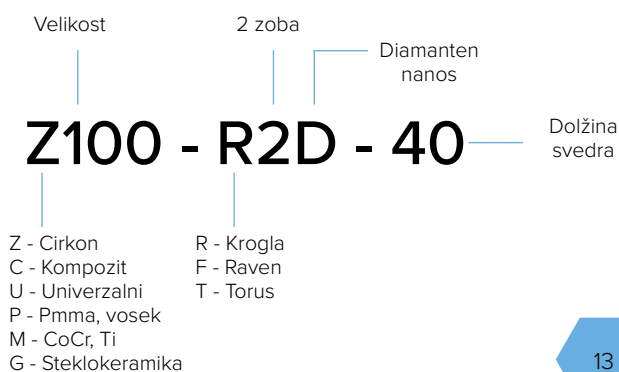 Velikost
2 zoba
Diamanten
nanos
Z100 - R2D - 40
Dolžina
svedra
Z - Cirkon
C - Kompozit
U - Univerzalni
P - Pmma, vosek
M - CoCr, Ti
G - Steklokeramika
R - Krogla
F - Raven
T - Torus
13